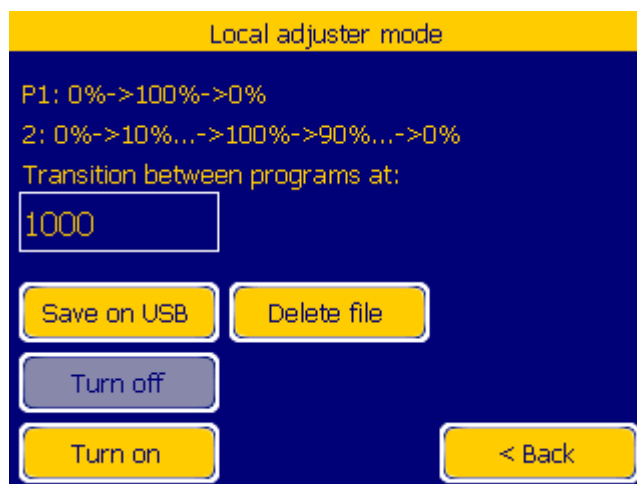 Local adjuster mode
P1: 0%->100%->0%
2: 0%->10%...->100%->90%...->0%
Transition between programs at:
1000
Save on USB Delete file
Turn off
Turn on < Back